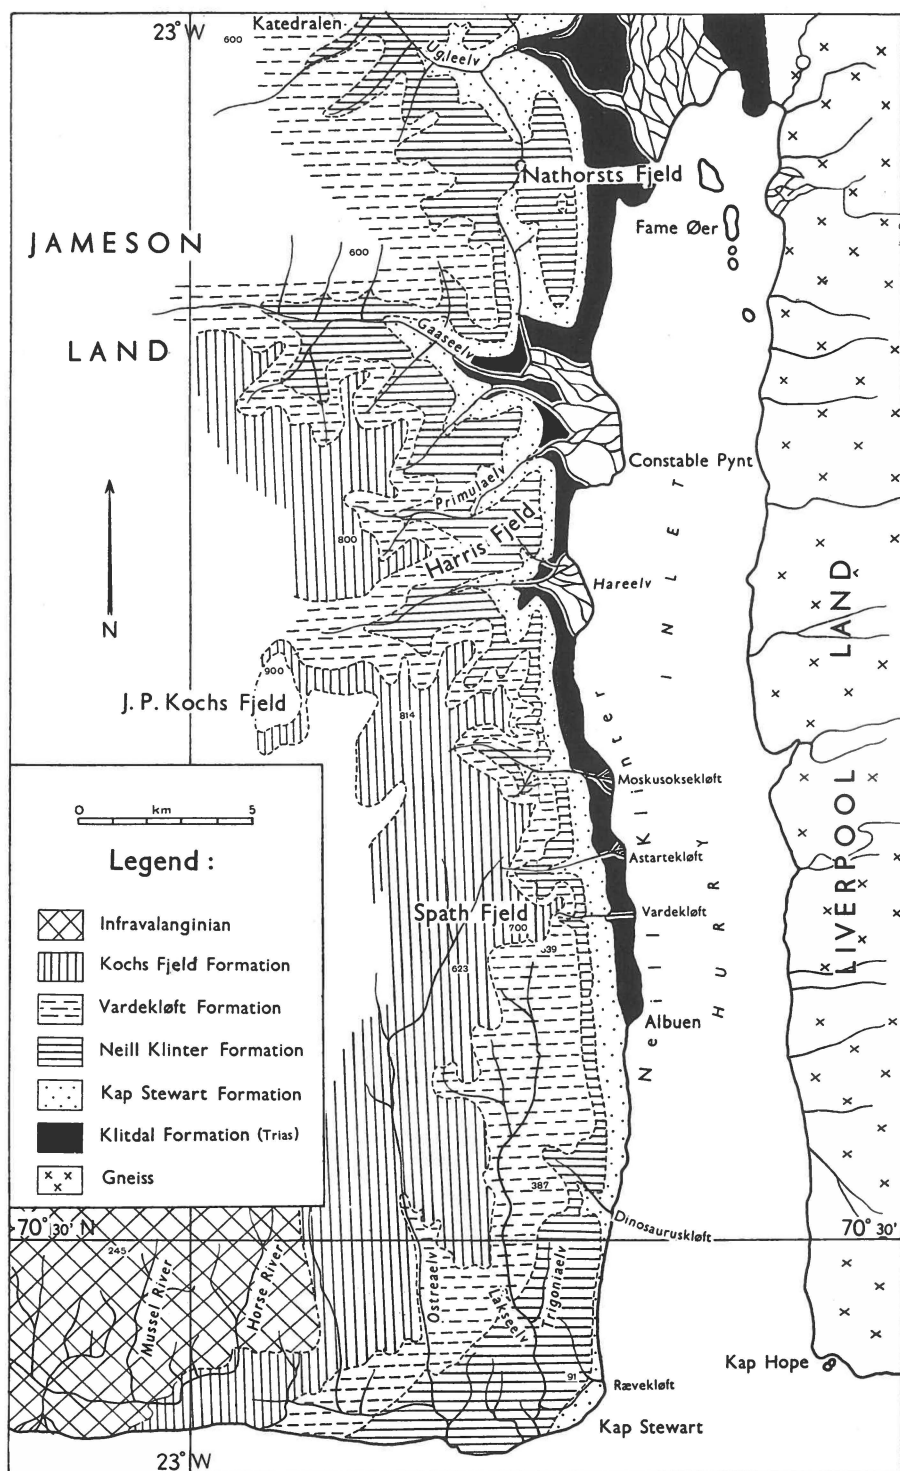 23° W
Katedralen
600
Ugleelv
Nathorsts Fjeld
Fame Øer
JAMESON
600
LAND
Gaaseelv
Constable Pynt
Primulaelv
800
Harris Fjeld
Hareelv
N
900
J. P. Kochs Fjeld
814
Neill Klinter
HURRY INLET
LIVERPOOL LAND
Moskusoksekløft
Astartekløft
Spath Fjeld
700
Vardekløft
639
623
Albuen
0 km 5
Legend :
Infravalanginian
Kochs Fjeld Formation
Vardekløft Formation
Neill Klinter Formation
Kap Stewart Formation
Klitdal Formation (Trias)
Gneiss
387
Dinosauruskløft
70° 30' N
70° 30'
245
Mussel River
Horse River
Ostreaelv
Lakseelv
Trigoniaelv
Kap Hope
91
Rævekløft
Kap Stewart
23° W